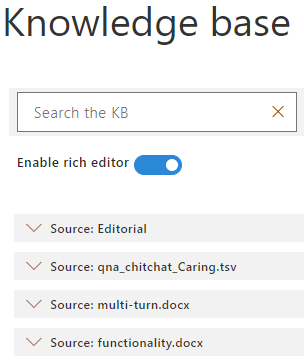 Knowledge base
Search the KB
Enable rich editor
Source: Editorial
Source: qna_chitchat_Caring.tsv
Source: multi-turn.docx
Source: functionality.docx